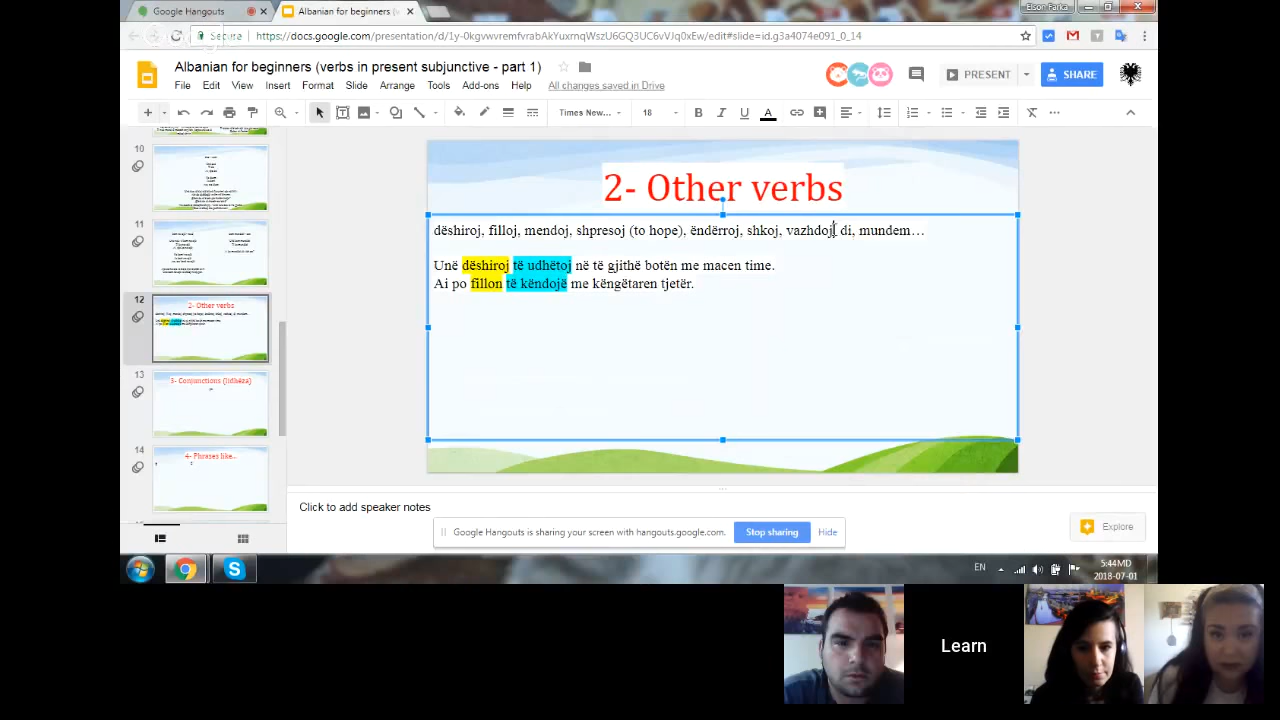 Google Hangouts
Albanian for beginners (v
Elson Farka
Secure
https://docs.google.com/presentation/d/1y-0kgvwvremfvrabAkYuxrnqWszU6GQ3UC6vVJq0xEw/edit#slide=id.g3a4074e091_0_14
Albanian for beginners (verbs in present subjunctive - part 1)
PRESENT
SHARE
File Edit View Insert Format Slide Arrange Tools Add-ons Help All changes saved in Drive
Times New... 18
10
11
12
2- Other verbs
13
3- Conjunctions (lidhëza)
14
4- Phrases like...
2- Other verbs
dëshiroj, filloj, mendoj, shpresoj (to hope), ëndërroj, shkoj, vazhdoj, di, mundem…
Unë dëshiroj të udhëtoj në të gjithë botën me macen time.
Ai po fillon të këndojë me këngëtaren tjetër.
Click to add speaker notes
Explore
Google Hangouts is sharing your screen with hangouts.google.com.
Stop sharing
Hide
EN
5:44MD
2018-07-01
Learn